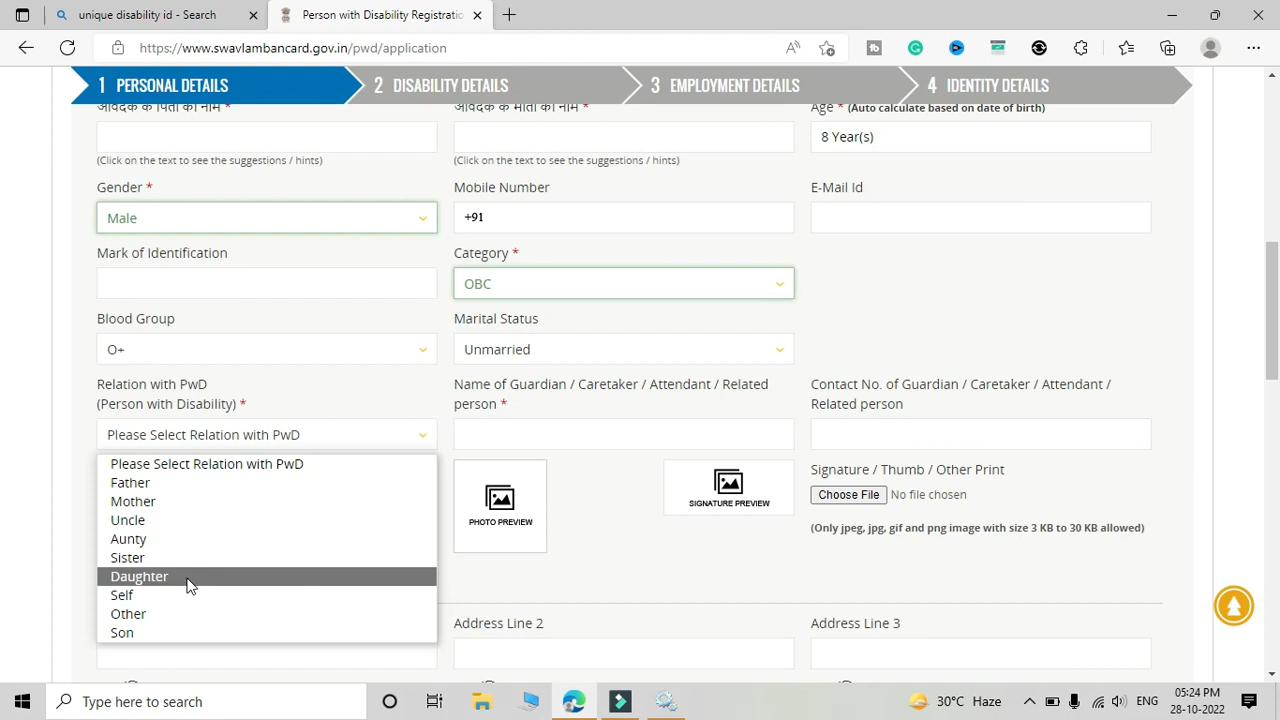 unique disability id - Search
Person with Disability Registratio
https://www.swavlambancard.gov.in/pwd/application
1 PERSONAL DETAILS
2 DISABILITY DETAILS
3 EMPLOYMENT DETAILS
4 IDENTITY DETAILS
आवेदक के पिता का नाम *
आवेदक की माता का नाम *
Age * (Auto calculate based on date of birth)
8 Year(s)
(Click on the text to see the suggestions / hints)
(Click on the text to see the suggestions / hints)
Gender *
Mobile Number
E-Mail Id
Male
+91
Mark of Identification
Category *
OBC
Blood Group
Marital Status
O+
Unmarried
Relation with PwD
(Person with Disability) *
Name of Guardian / Caretaker / Attendant / Related
person *
Contact No. of Guardian / Caretaker / Attendant /
Related person
Please Select Relation with PwD
Please Select Relation with PwD
Father
Mother
Uncle
Aunty
Sister
Daughter
Self
Other
Son
PHOTO PREVIEW
SIGNATURE PREVIEW
Signature / Thumb / Other Print
Choose File No file chosen
(Only jpeg, jpg, gif and png image with size 3 KB to 30 KB allowed)
Address Line 2
Address Line 3
Type here to search
30°C Haze
ENG
05:24 PM
28-10-2022